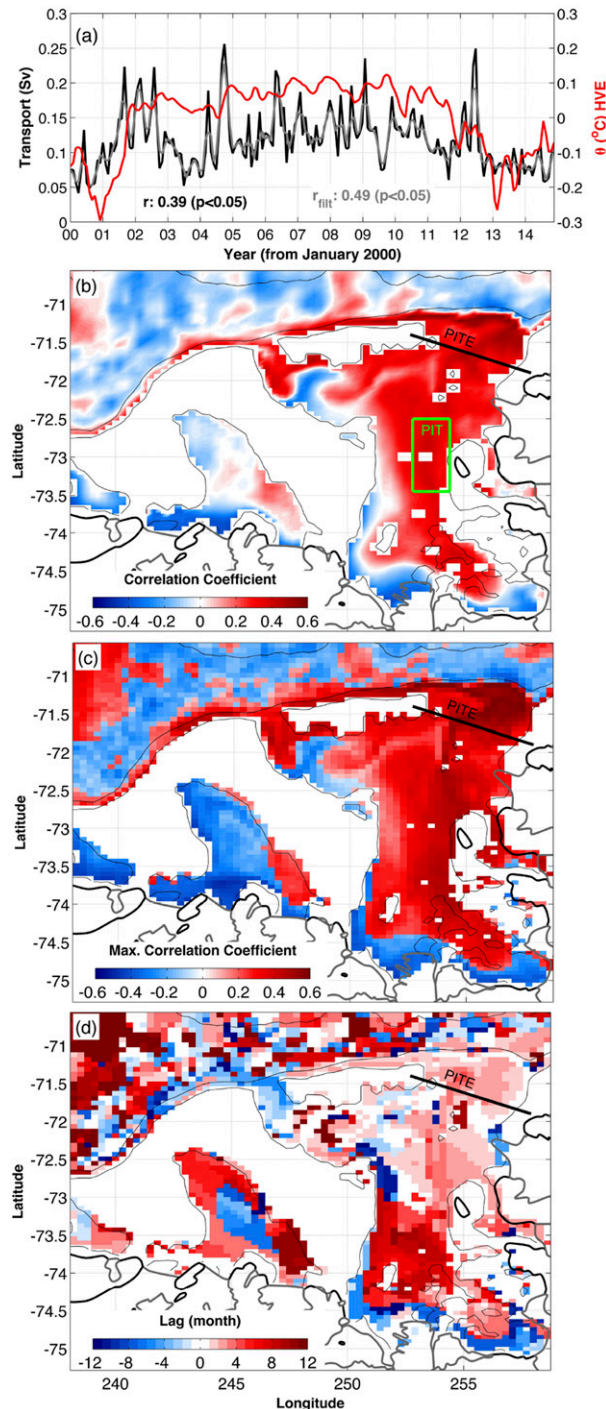 (a)
0.3
0.25
0.2
0.15
0.1
0.05
0
Transport (Sv)
0.3
0.2
0.1
0
-0.1
-0.2
-0.3
θ (°C) HVE
r: 0.39 (p<0.05)
r_filt: 0.49 (p<0.05)
00 01 02 03 04 05 06 07 08 09 10 11 12 13 14
Year (from January 2000)
(b)
-71
-71.5
-72
-72.5
-73
-73.5
-74
-74.5
-75
Latitude
PITE
PIT
Correlation Coefficient
-0.6 -0.4 -0.2 0 0.2 0.4 0.6
(c)
-71
-71.5
-72
-72.5
-73
-73.5
-74
-74.5
-75
Latitude
PITE
Max. Correlation Coefficient
-0.6 -0.4 -0.2 0 0.2 0.4 0.6
(d)
-71
-71.5
-72
-72.5
-73
-73.5
-74
-74.5
-75
Latitude
PITE
Lag (month)
-12 -8 -4 0 4 8 12
240 245 250 255
Longitude